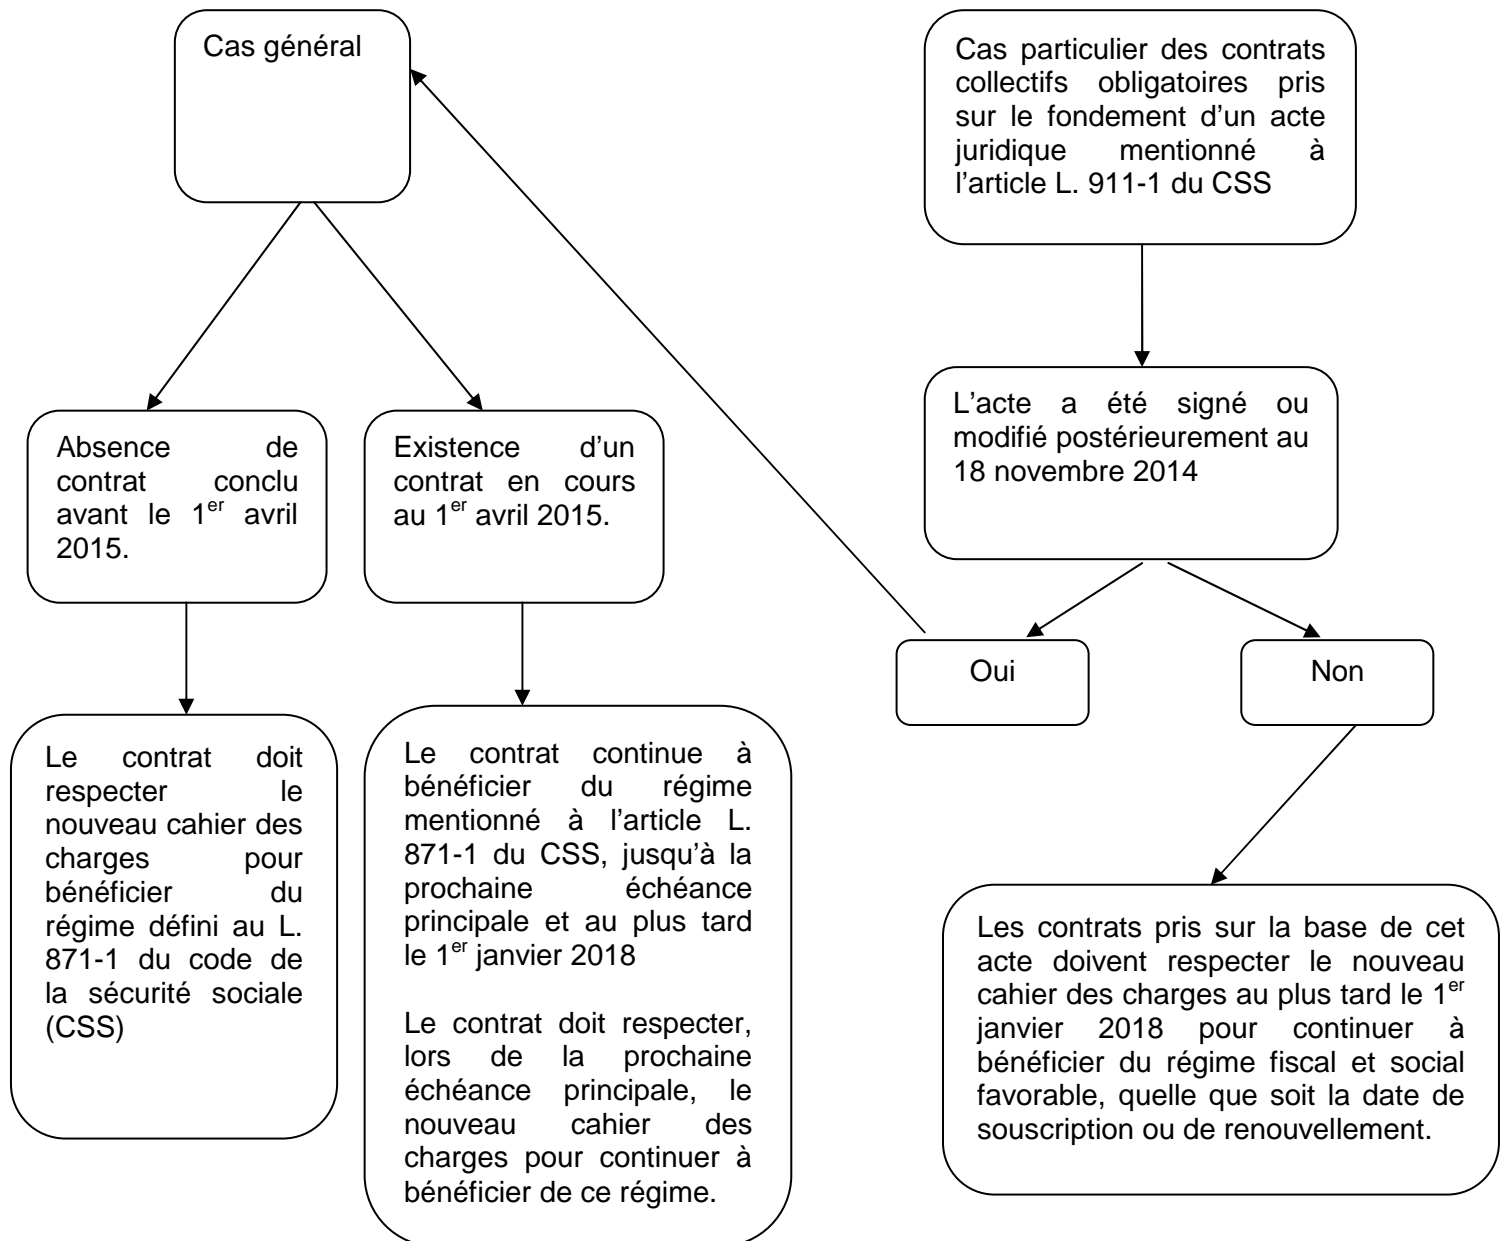 Cas général
Cas particulier des contrats
collectifs obligatoires pris
sur le fondement d’un acte
juridique mentionné à
l’article L. 911-1 du CSS
L’acte a été signé ou
modifié postérieurement au
18 novembre 2014
Absence de
contrat conclu
avant le 1er avril
2015.
Existence d’un
contrat en cours
au 1er avril 2015.
Oui
Non
Le contrat doit
respecter le
nouveau cahier des
charges pour
bénéficier du
régime défini au L.
871-1 du code de
la sécurité sociale
(CSS)
Le contrat continue à
bénéficier du régime
mentionné à l’article L.
871-1 du CSS, jusqu’à la
prochaine échéance
principale et au plus tard
le 1er janvier 2018
Le contrat doit respecter,
lors de la prochaine
échéance principale, le
nouveau cahier des
charges pour continuer à
bénéficier de ce régime.
Les contrats pris sur la base de cet
acte doivent respecter le nouveau
cahier des charges au plus tard le 1er
janvier 2018 pour continuer à
bénéficier du régime fiscal et social
favorable, quelle que soit la date de
souscription ou de renouvellement.